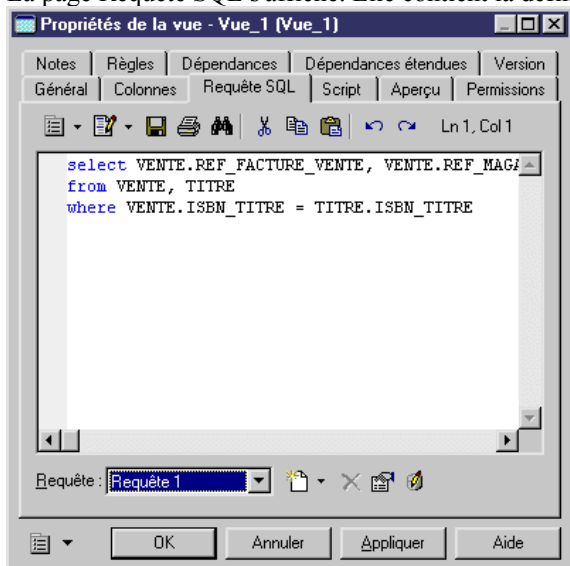 La page Requête SQL s'affiche. Elle contient la défin
Propriétés de la vue - Vue_1 (Vue_1)
Notes Règles Dépendances Dépendances étendues Version
Général Colonnes Requête SQL Script Aperçu Permissions
Ln 1, Col 1
select VENTE.REF_FACTURE_VENTE, VENTE.REF_MAGA
from VENTE, TITRE
where VENTE.ISBN_TITRE = TITRE.ISBN_TITRE
Requête : Requête 1
OK Annuler Appliquer Aide